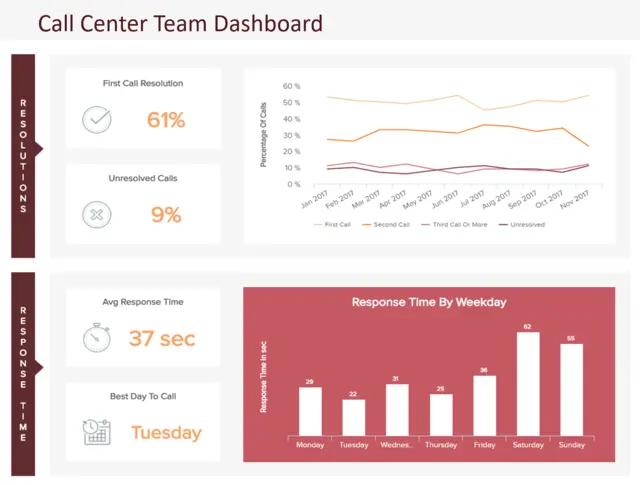 Call Center Team Dashboard
RESOLUTIONS
First Call Resolution
61%
Unresolved Calls
9%
Percentage Of Calls
60 %
50 %
40 %
30 %
20 %
10 %
0 %
Jan 2017
Feb 2017
Mar 2017
Apr 2017
May 2017
Jun 2017
Jul 2017
Aug 2017
Sep 2017
Oct 2017
Nov 2017
First Call Second Call Third Call Or More Unresolved
RESPONSE TIME
Avg Response Time
37 sec
Best Day To Call
Tuesday
Response Time By Weekday
Response Time in sec
29 22 31 25 36 62 55
Monday Tuesday Wednes... Thursday Friday Saturday Sunday